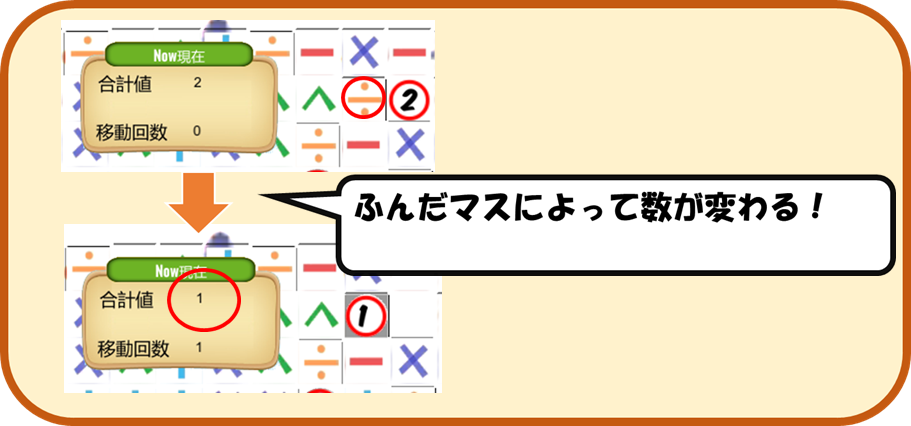 Now現在
合計値 2
移動回数 0
2
ふんだマスによって数が変わる！
Now現在
合計値 1
移動回数 1
1